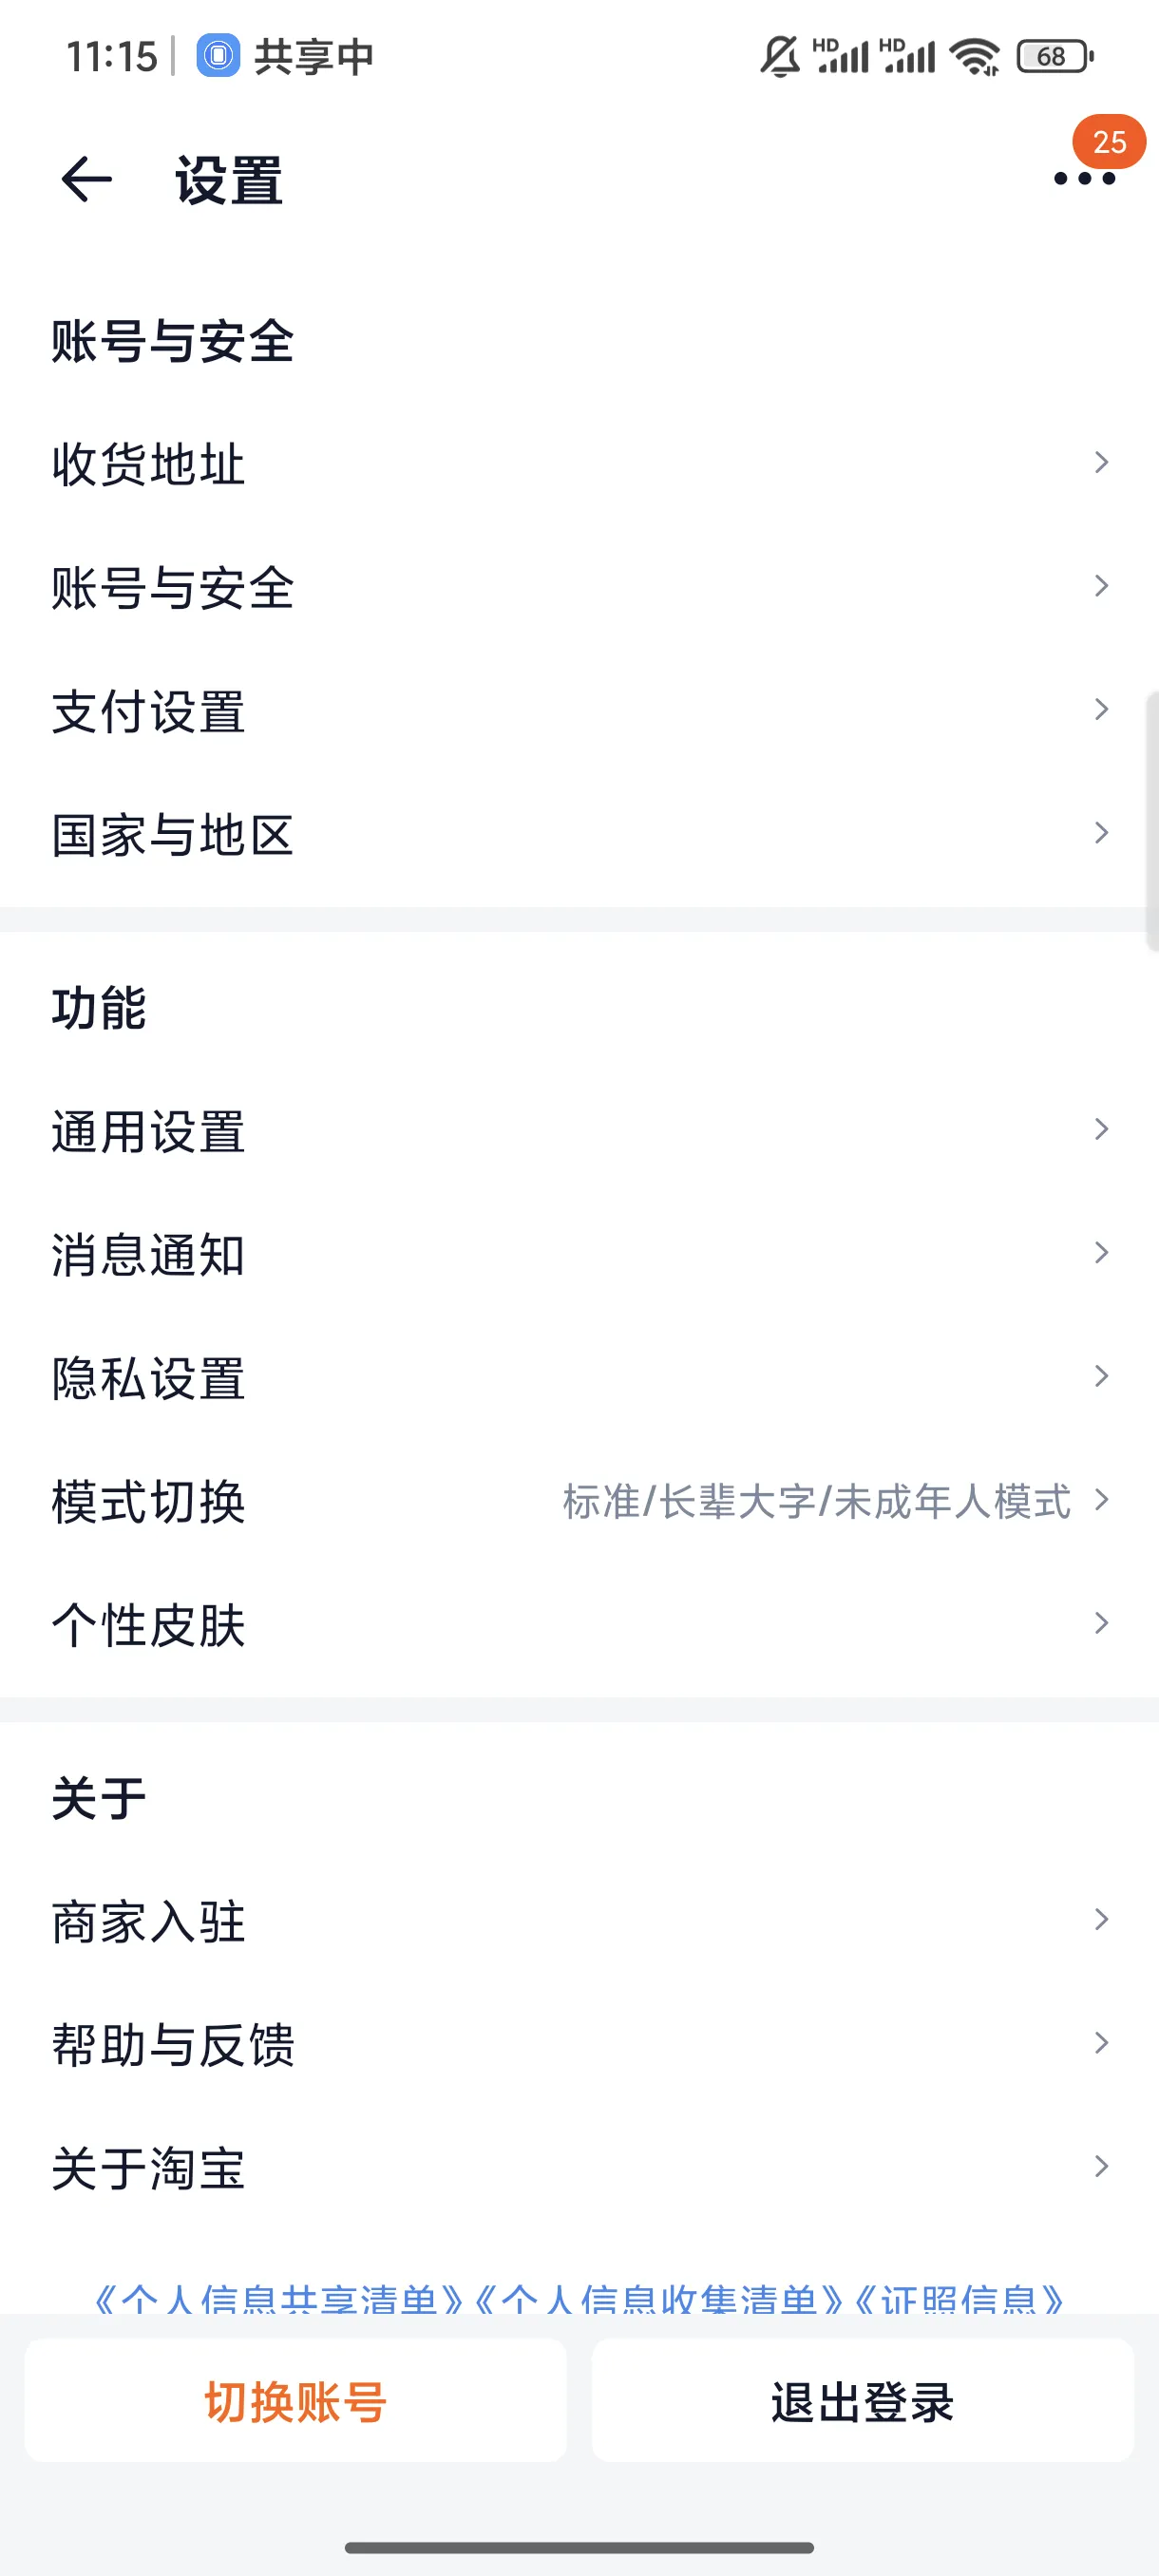 11:15 共享中 HD HD 68
设置 25
账号与安全
收货地址
账号与安全
支付设置
国家与地区
功能
通用设置
消息通知
隐私设置
模式切换 标准/长辈大字/未成年人模式
个性皮肤
关于
商家入驻
帮助与反馈
关于淘宝
《个人信息共享清单》《个人信息收集清单》《证照信息》
切换账号 退出登录